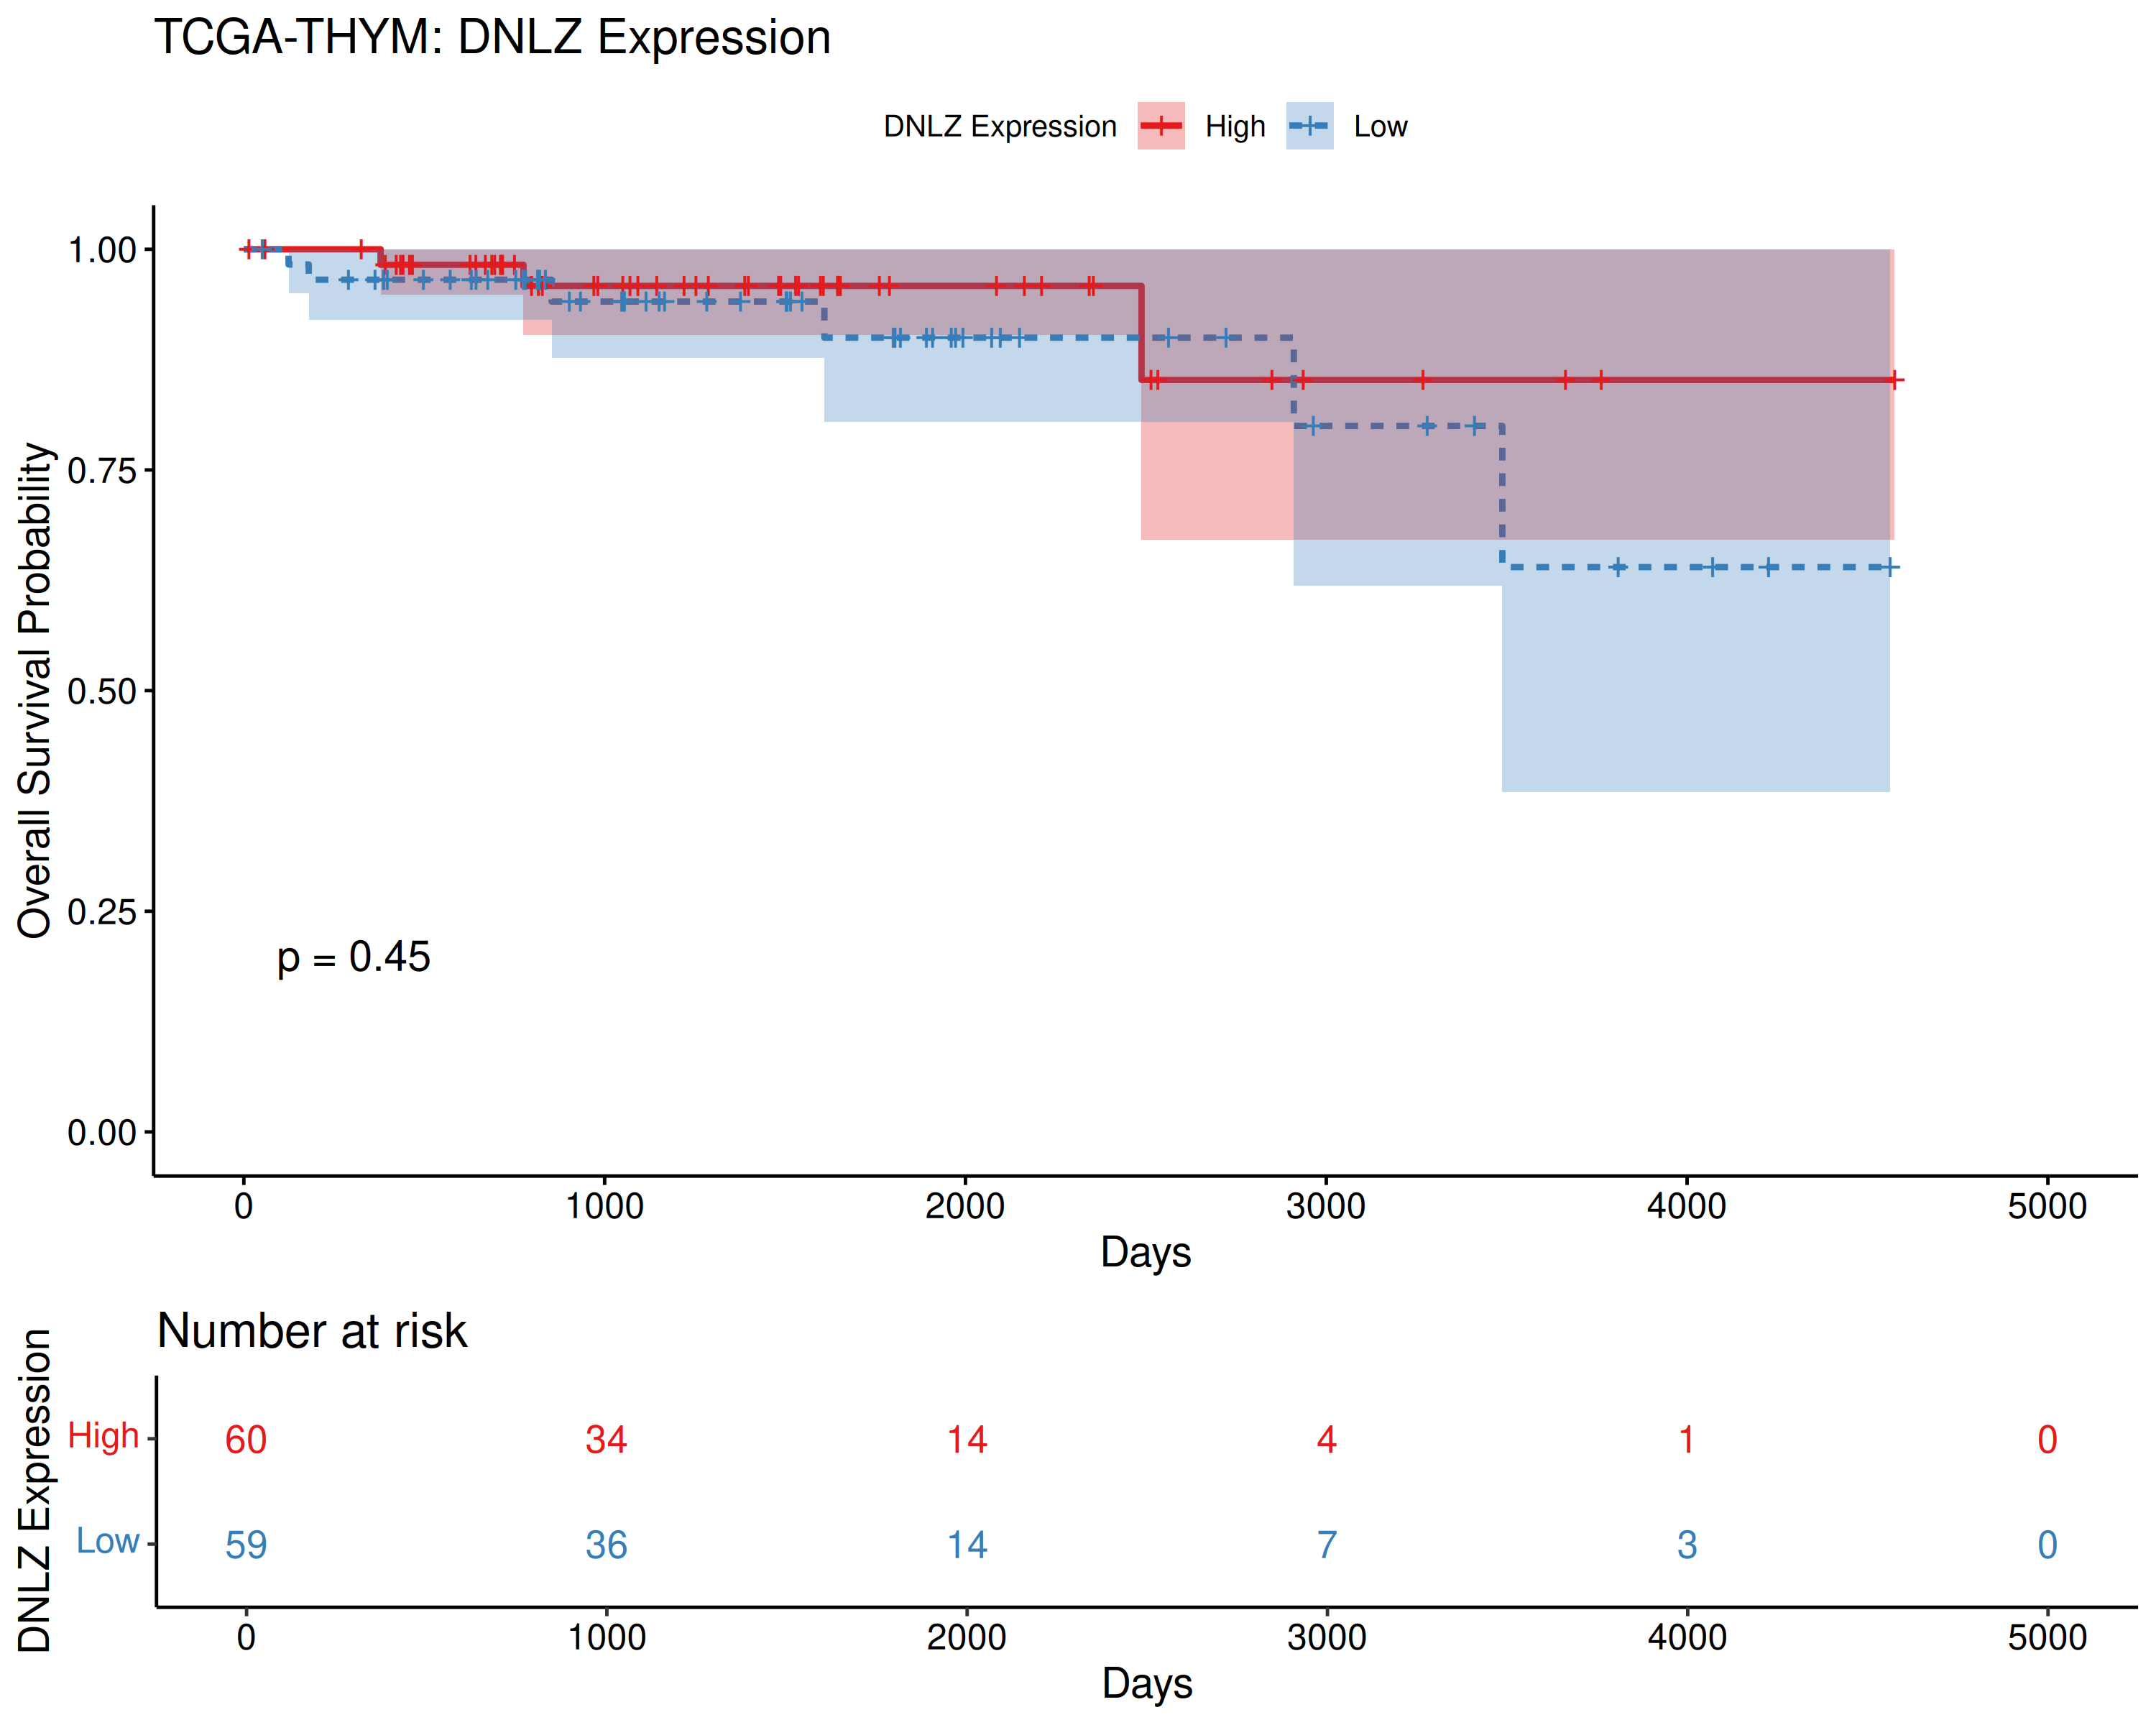 TCGA-THYM: DNLZ Expression
DNLZ Expression High Low
Overall Survival Probability
1.00
0.75
0.50
0.25
0.00
p = 0.45
0 1000 2000 3000 4000 5000
Days
Number at risk
DNLZ Expression
High 60 34 14 4 1 0
Low 59 36 14 7 3 0
0 1000 2000 3000 4000 5000
Days